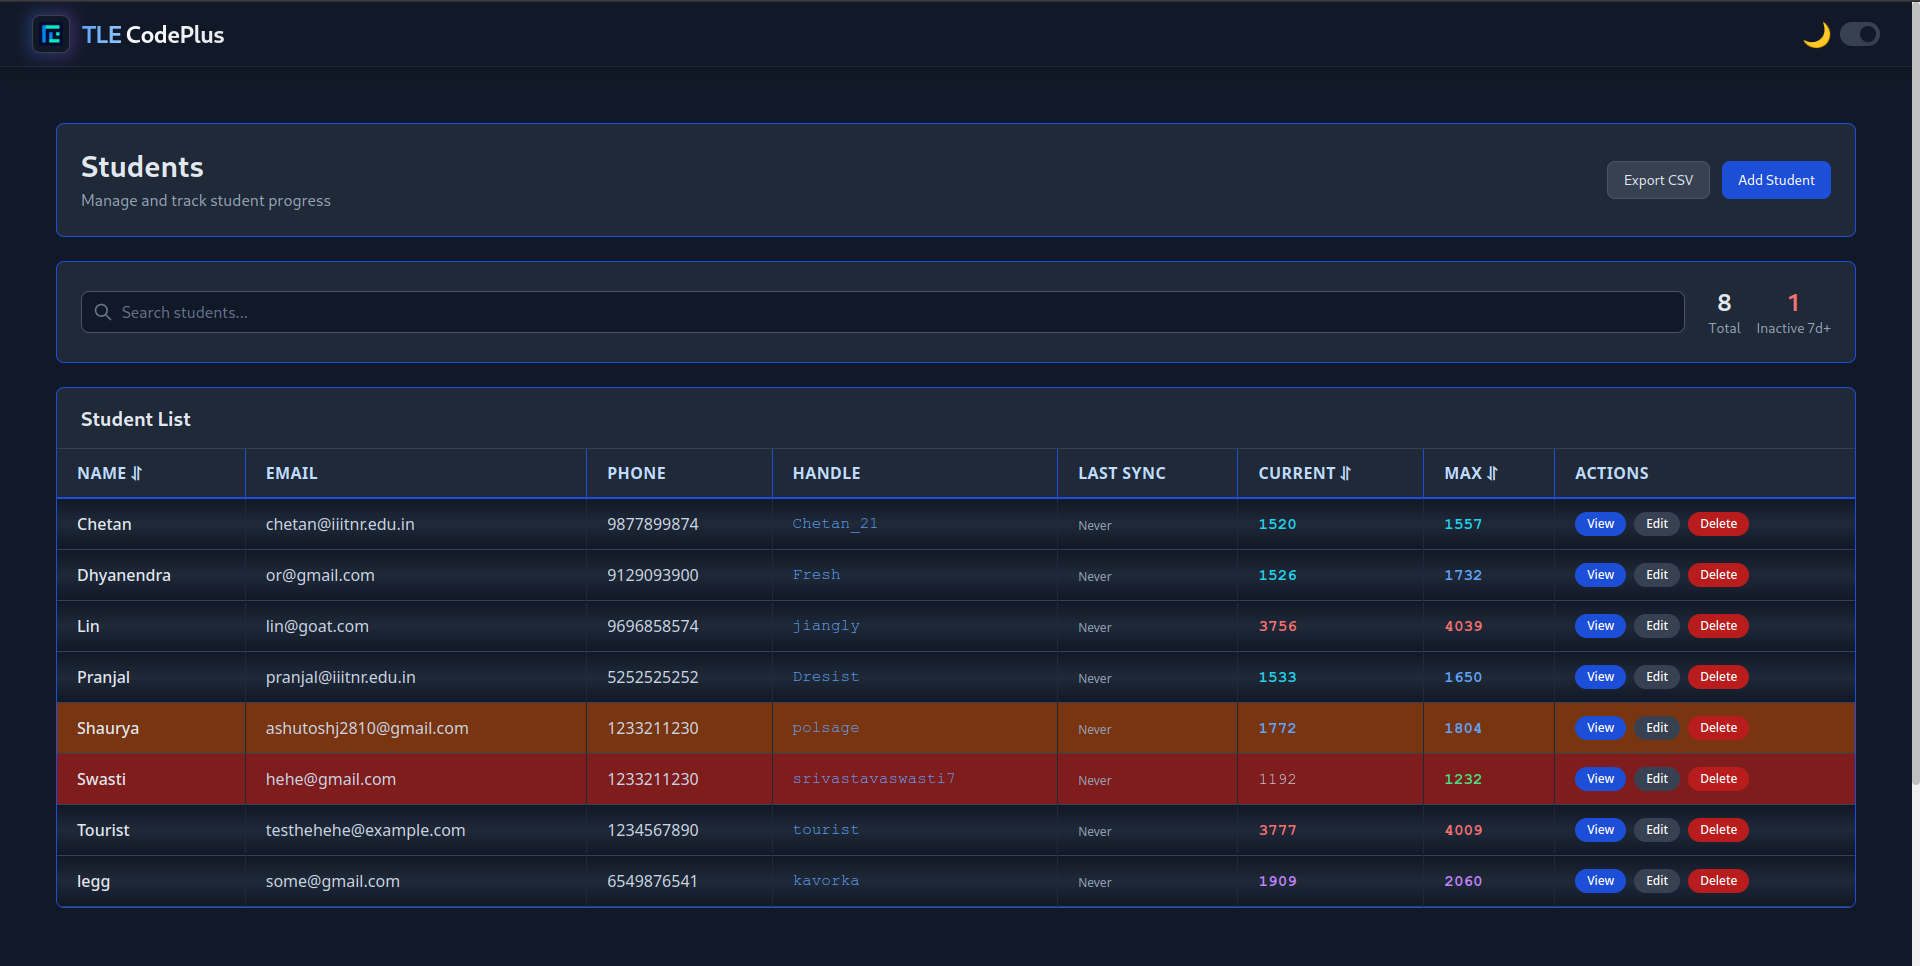 TLE CodePlus
Students
Manage and track student progress
Export CSV
Add Student
Search students...
8
Total
1
Inactive 7d+
Student List
NAME EMAIL PHONE HANDLE LAST SYNC CURRENT MAX ACTIONS
Chetan chetan@iiitnr.edu.in 9877899874 Chetan_21 Never 1520 1557 View Edit Delete
Dhyanendra or@gmail.com 9129093900 Fresh Never 1526 1732 View Edit Delete
Lin lin@goat.com 9696858574 jiangly Never 3756 4039 View Edit Delete
Pranjal pranjal@iiitnr.edu.in 5252525252 Dresist Never 1533 1650 View Edit Delete
Shaurya ashutoshj2810@gmail.com 1233211230 polsage Never 1772 1804 View Edit Delete
Swasti hehe@gmail.com 1233211230 srivastavaswasti7 Never 1192 1232 View Edit Delete
Tourist testhehehe@example.com 1234567890 tourist Never 3777 4009 View Edit Delete
legg some@gmail.com 6549876541 kavorka Never 1909 2060 View Edit Delete